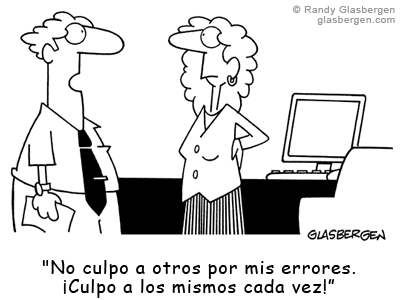 © Randy Glasbergen
glasbergen.com
GLASBERGEN
"No culpo a otros por mis errores.
¡Culpo a los mismos cada vez!”